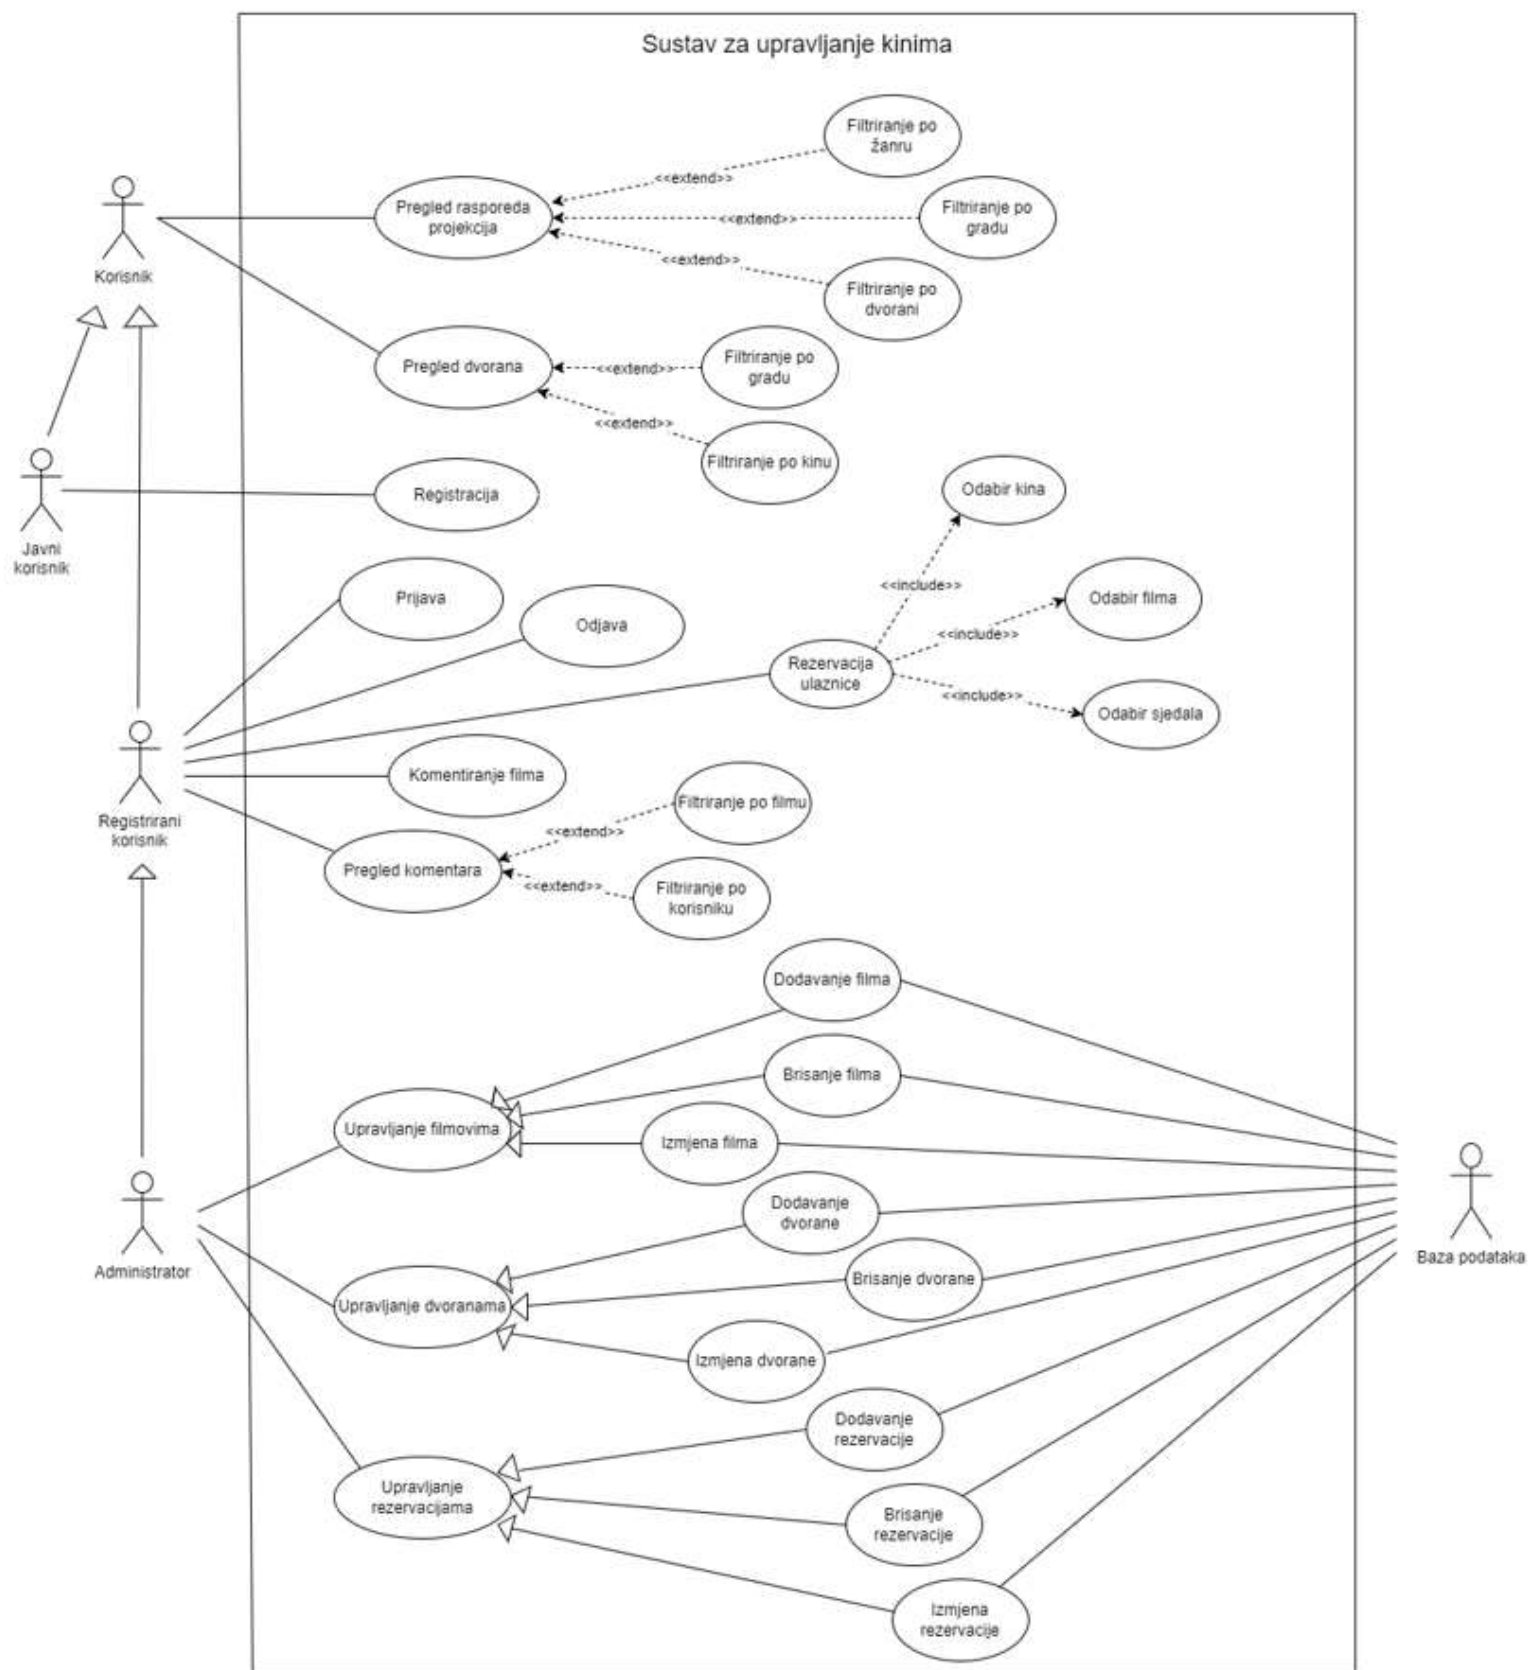 Sustav za upravljanje kinima
Filtriranje po
žanru
<<extend>>
Korisnik
Pregled rasporeda
projekcija
<<extend>>
Filtriranje po
gradu
<<extend>>
Filtriranje po
dvorani
Pregled dvorana
<<extend>>
Filtriranje po
gradu
<<extend>>
Filtriranje po kinu
Javni
korisnik
Registracija
Odabir kina
<<include>>
Prijava
Odjava
Odabir filma
<<include>>
Rezervacija
ulaznice
<<include>>
Odabir sjedala
Registrirani
korisnik
Komentiranje filma
Filtriranje po filmu
<<extend>>
Pregled komentara
<<extend>>
Filtriranje po
korisniku
Dodavanje filma
Brisanje filma
Upravljanje filmovima
Izmjena filma
Dodavanje
dvorane
Administrator
Baza podataka
Brisanje dvorane
Upravljanje dvoranama
Izmjena dvorane
Dodavanje
rezervacije
Upravljanje
rezervacijama
Brisanje
rezervacije
Izmjena
rezervacije